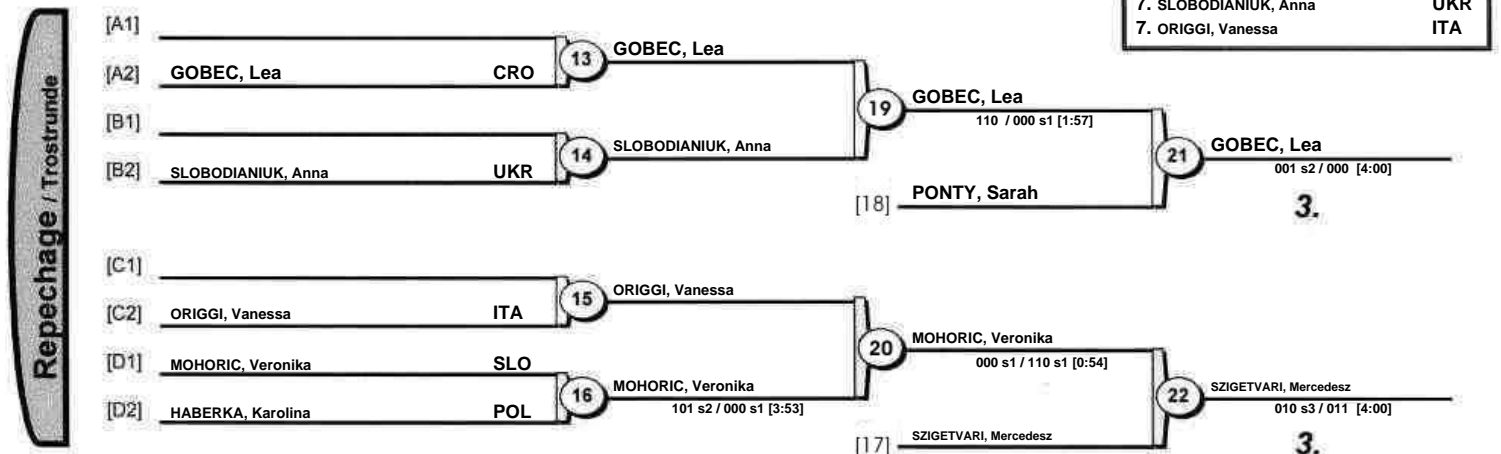 7. SLOBODIANIUK, Anna UKR
7. ORIGGI, Vanessa ITA
Repechage / Trostrunde
[A1]
[A2] GOBEC, Lea CRO
13 GOBEC, Lea
[B1]
[B2] SLOBODIANIUK, Anna UKR
14 SLOBODIANIUK, Anna
19 GOBEC, Lea
110 / 000 s1 [1:57]
[18] PONTY, Sarah
21 GOBEC, Lea
001 s2 / 000 [4:00]
3.
[C1]
[C2] ORIGGI, Vanessa ITA
15 ORIGGI, Vanessa
[D1] MOHORIC, Veronika SLO
[D2] HABERKA, Karolina POL
16 MOHORIC, Veronika
101 s2 / 000 s1 [3:53]
20 MOHORIC, Veronika
000 s1 / 110 s1 [0:54]
[17] SZIGETVARI, Mercedesz
22 SZIGETVARI, Mercedesz
010 s3 / 011 [4:00]
3.